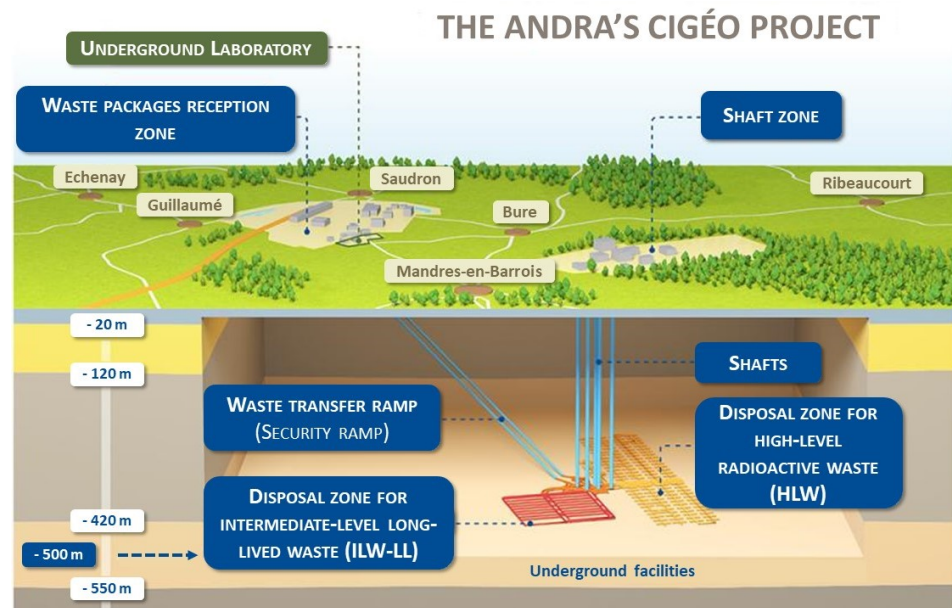 THE ANDRA'S CIGÉO PROJECT
UNDERGROUND LABORATORY
WASTE PACKAGES RECEPTION
ZONE
SHAFT ZONE
Echenay
Saudron
Ribeaucourt
Guillaumé
Bure
Mandres-en-Barrois
- 20 m
- 120 m
SHAFTS
WASTE TRANSFER RAMP
(SECURITY RAMP)
DISPOSAL ZONE FOR
HIGH-LEVEL
RADIOACTIVE WASTE
(HLW)
DISPOSAL ZONE FOR
INTERMEDIATE-LEVEL LONG-
LIVED WASTE (ILW-LL)
- 420 m
- 500 m
- 550 m
Underground facilities